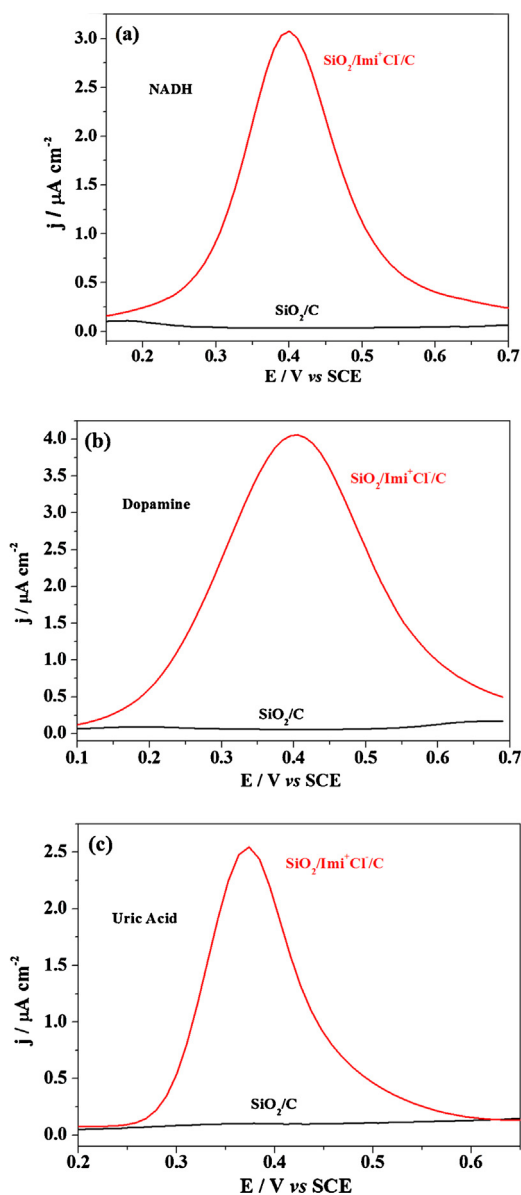 (a)
SiO₂/Imi⁺Cl⁻/C
NADH
SiO₂/C
j / µA cm⁻²
3.0
2.5
2.0
1.5
1.0
0.5
0.0
0.2 0.3 0.4 0.5 0.6 0.7
E / V vs SCE
(b)
SiO₂/Imi⁺Cl⁻/C
Dopamine
SiO₂/C
j / µA cm⁻²
4.0
3.5
3.0
2.5
2.0
1.5
1.0
0.5
0.0
0.1 0.2 0.3 0.4 0.5 0.6 0.7
E / V vs SCE
(c)
SiO₂/Imi⁺Cl⁻/C
Uric Acid
SiO₂/C
j / µA cm⁻²
2.5
2.0
1.5
1.0
0.5
0.0
0.2 0.3 0.4 0.5 0.6
E / V vs SCE